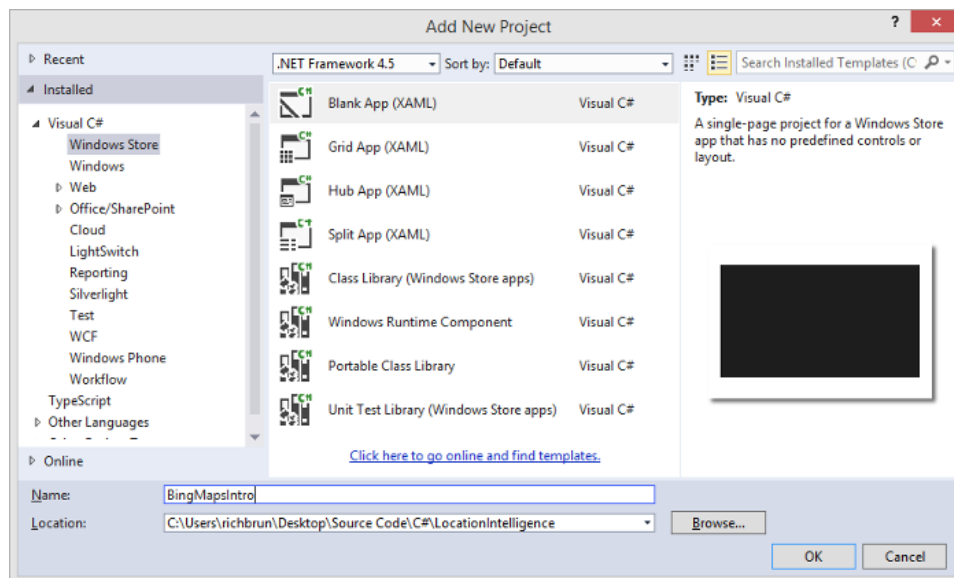 Add New Project
?
Recent
.NET Framework 4.5
Sort by:
Default
Search Installed Templates (C
Installed
Visual C#
Windows Store
Windows
Web
Office/SharePoint
Cloud
LightSwitch
Reporting
Silverlight
Test
WCF
Windows Phone
Workflow
TypeScript
Other Languages
Online
Blank App (XAML) Visual C#
Grid App (XAML) Visual C#
Hub App (XAML) Visual C#
Split App (XAML) Visual C#
Class Library (Windows Store apps) Visual C#
Windows Runtime Component Visual C#
Portable Class Library Visual C#
Unit Test Library (Windows Store apps) Visual C#
Click here to go online and find templates.
Type: Visual C#
A single-page project for a Windows Store
app that has no predefined controls or
layout.
Name: BingMapsIntro
Location: C:\Users\richbrun\Desktop\Source Code\C#\LocationIntelligence
Browse...
OK
Cancel